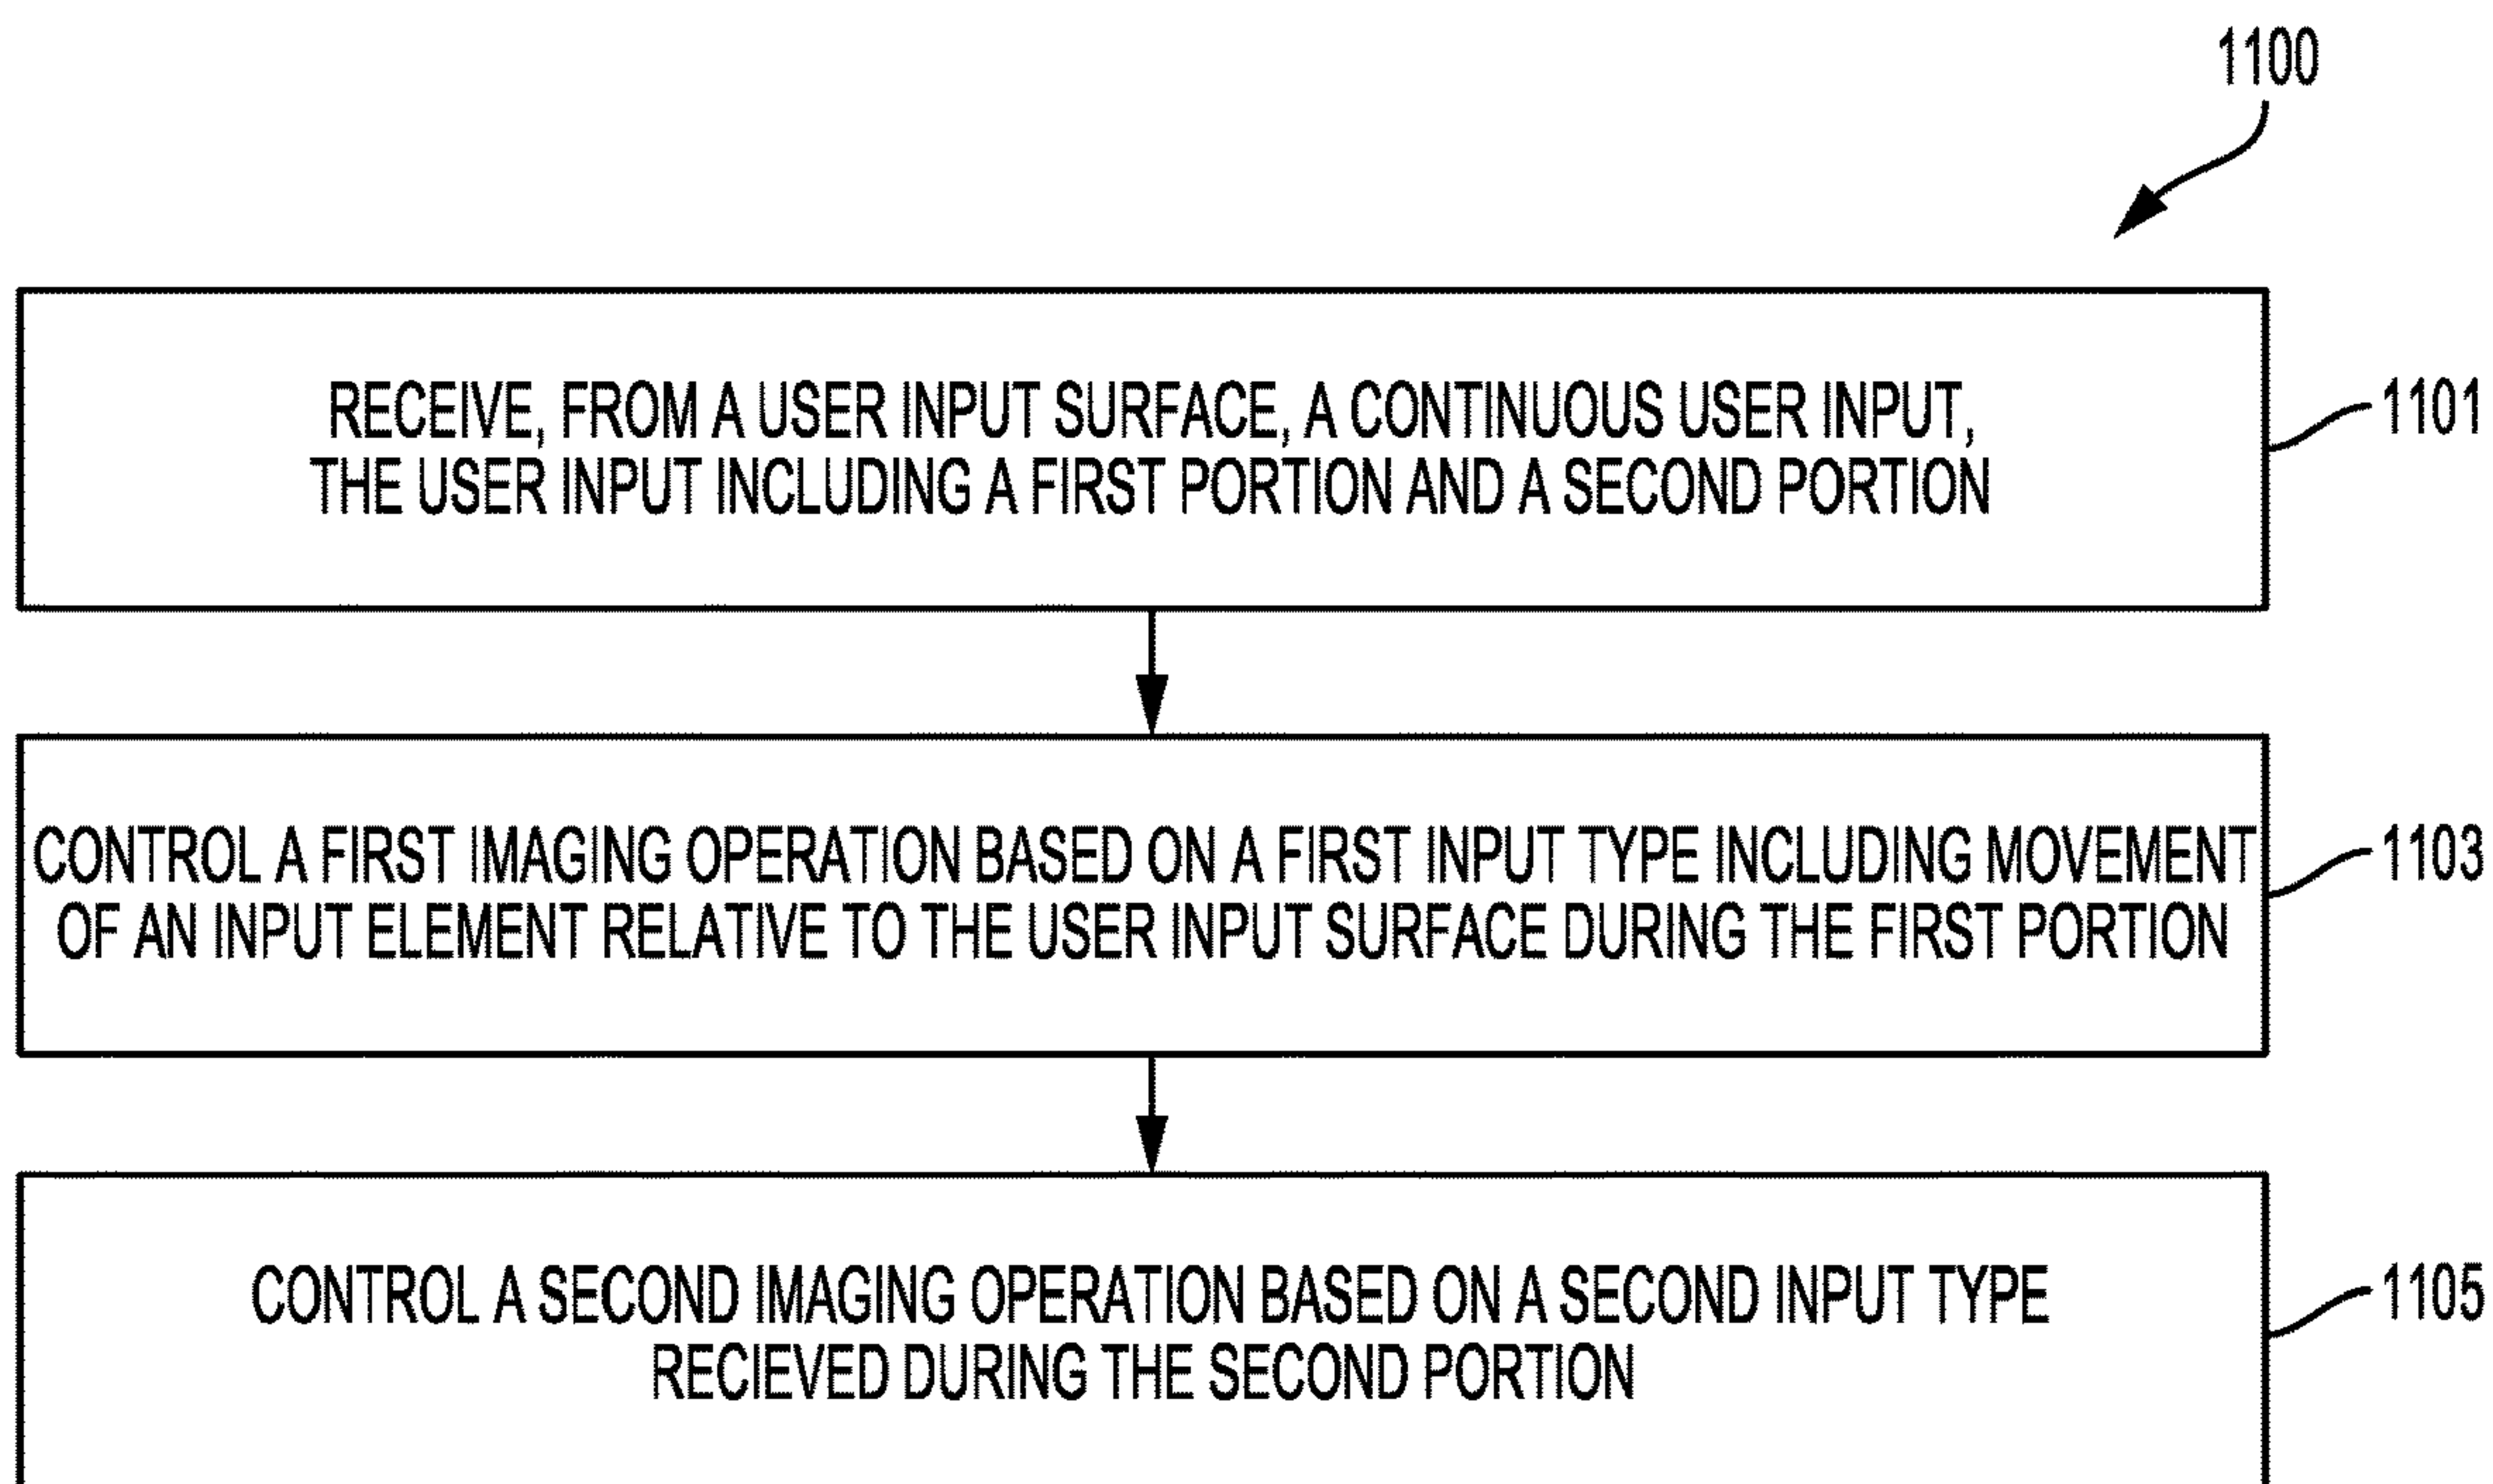 1100
RECEIVE, FROM A USER INPUT SURFACE, A CONTINUOUS USER INPUT,
THE USER INPUT INCLUDING A FIRST PORTION AND A SECOND PORTION
1101
CONTROL A FIRST IMAGING OPERATION BASED ON A FIRST INPUT TYPE INCLUDING MOVEMENT
OF AN INPUT ELEMENT RELATIVE TO THE USER INPUT SURFACE DURING THE FIRST PORTION
1103
CONTROL A SECOND IMAGING OPERATION BASED ON A SECOND INPUT TYPE
RECIEVED DURING THE SECOND PORTION
1105